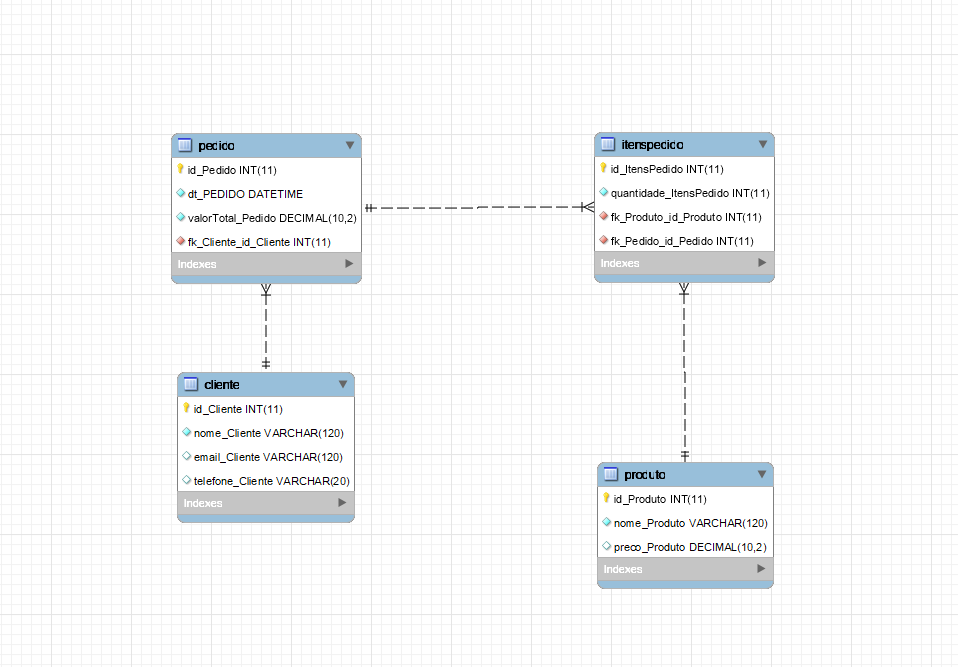 pedido
id_Pedido INT(11)
dt_PEDIDO DATETIME
valorTotal_Pedido DECIMAL(10,2)
fk_Cliente_id_Cliente INT(11)
Indexes
itenspedido
id_ItensPedido INT(11)
quantidade_ItensPedido INT(11)
fk_Produto_id_Produto INT(11)
fk_Pedido_id_Pedido INT(11)
Indexes
cliente
id_Cliente INT(11)
nome_Cliente VARCHAR(120)
email_Cliente VARCHAR(120)
telefone_Cliente VARCHAR(20)
Indexes
produto
id_Produto INT(11)
nome_Produto VARCHAR(120)
preco_Produto DECIMAL(10,2)
Indexes